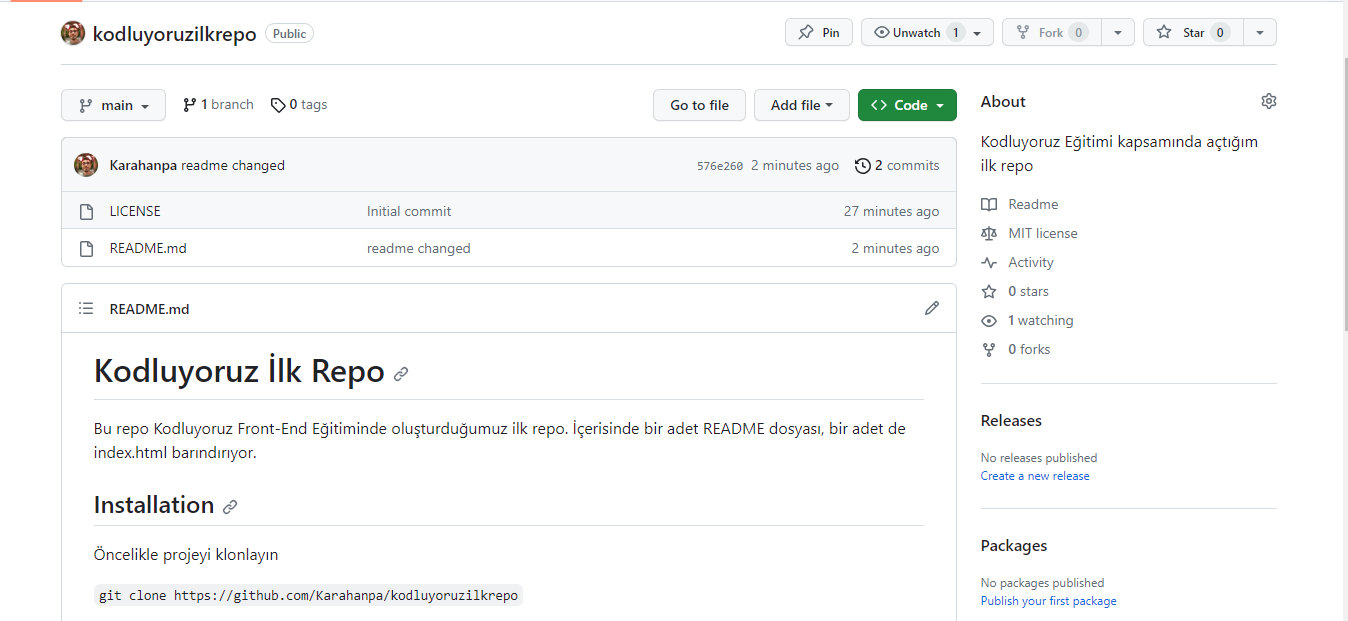 kodluyoruzilkrepo Public Pin Unwatch 1 Fork 0 Star 0
main 1 branch 0 tags Go to file Add file Code
Karahanpa readme changed 576e260 2 minutes ago 2 commits
LICENSE Initial commit 27 minutes ago
README.md readme changed 2 minutes ago
README.md
Kodluyoruz İlk Repo
Bu repo Kodluyoruz Front-End Eğitiminde oluşturduğumuz ilk repo. İçerisinde bir adet README dosyası, bir adet de
index.html barındırıyor.
Installation
Öncelikle projeyi klonlayın
git clone https://github.com/Karahanpa/kodluyoruzilkrepo
About
Kodluyoruz Eğitimi kapsamında açtığım
ilk repo
Readme
MIT license
Activity
0 stars
1 watching
0 forks
Releases
No releases published
Create a new release
Packages
No packages published
Publish your first package